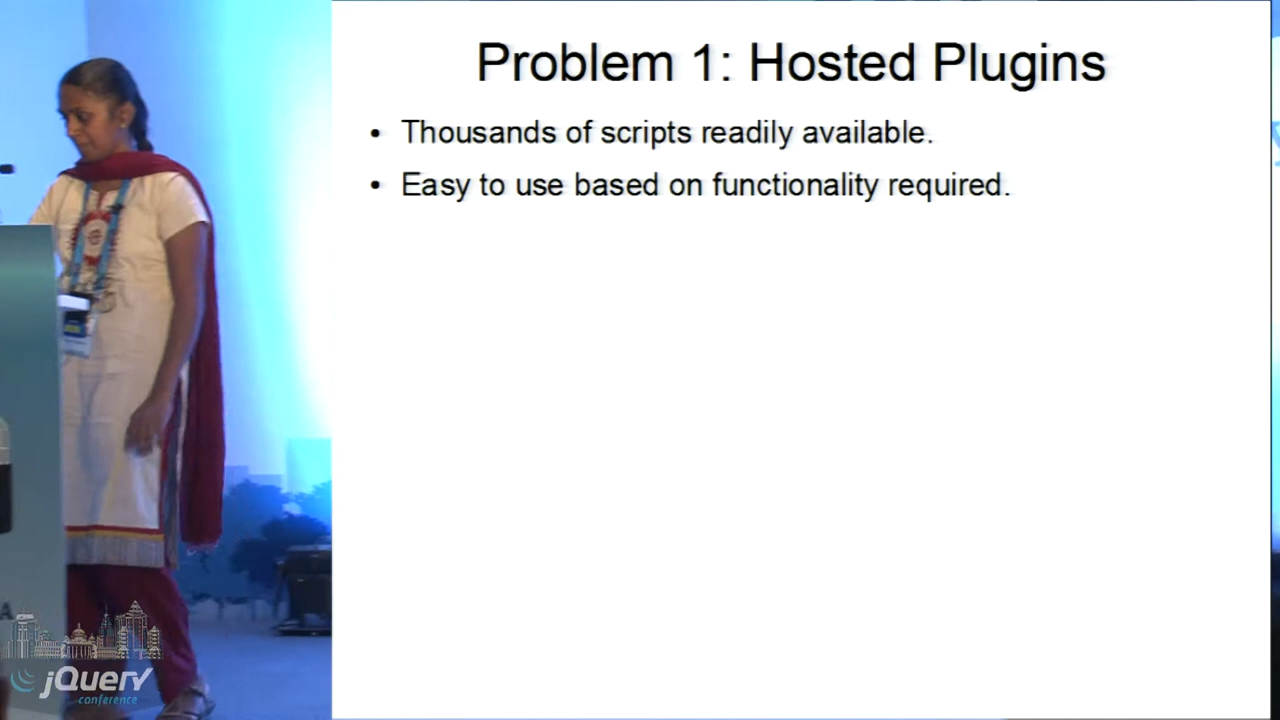 Problem 1: Hosted Plugins
• Thousands of scripts readily available.
• Easy to use based on functionality required.
A
jQuery
conference